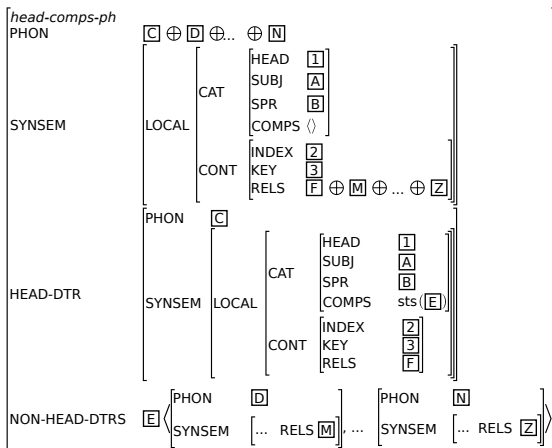 head-comps-ph
PHON C ⊕ D ⊕... ⊕ N
HEAD 1
SUBJ A
CAT
SPR B
COMPS ⟨⟩
SYNSEM LOCAL
INDEX 2
CONT KEY 3
RELS F ⊕ M ⊕ ... ⊕ Z
PHON C
HEAD 1
SUBJ A
CAT
SPR B
COMPS sts(E)
HEAD-DTR SYNSEM LOCAL
INDEX 2
CONT KEY 3
RELS F
PHON D PHON N
NON-HEAD-DTRS E ⟨ , ... ⟩
SYNSEM [... RELS M] SYNSEM [... RELS Z]